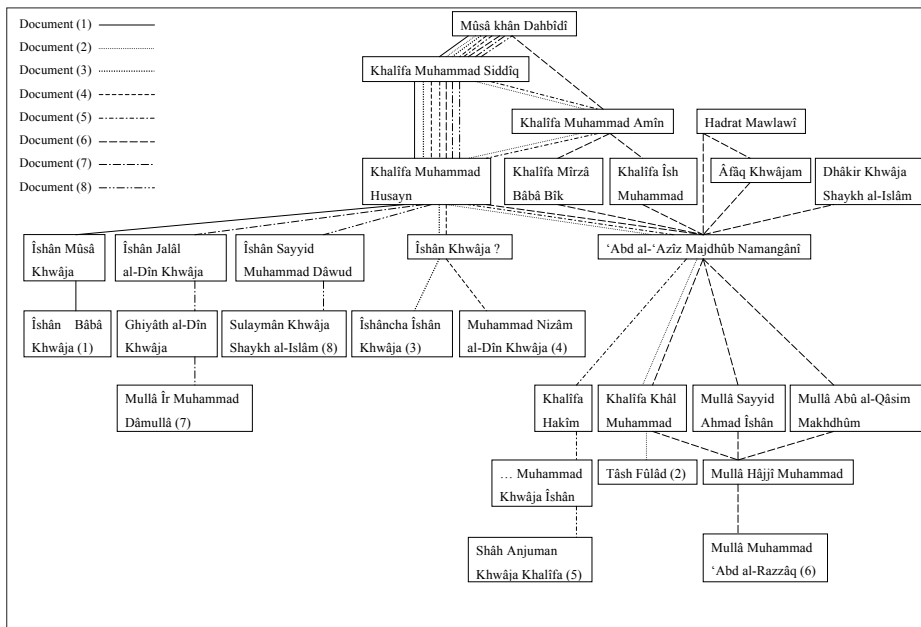 Document (1)
Document (2)
Document (3)
Document (4)
Document (5)
Document (6)
Document (7)
Document (8)
Mûsâ khân Dahbîdî
Khalîfa Muhammad Siddîq
Khalîfa Muhammad Amîn
Hadrat Mawlawî
Khalîfa Muhammad
Husayn
Khalîfa Mîrzâ
Bâbâ Bîk
Khalîfa Îsh
Muhammad
Âfâq Khwâjam
Dhâkir Khwâja
Shaykh al-Islâm
Îshân Mûsâ
Khwâja
Îshân Jalâl
al-Dîn Khwâja
Îshân Sayyid
Muhammad Dâwud
Îshân Khwâja ?
‘Abd al-‘Azîz Majdhûb Namangânî
Îshân Bâbâ
Khwâja (1)
Ghiyâth al-Dîn
Khwâja
Sulaymân Khwâja
Shaykh al-Islâm (8)
Îshâncha Îshân
Khwâja (3)
Muhammad Nizâm
al-Dîn Khwâja (4)
Mullâ Îr Muhammad
Dâmullâ (7)
Khalîfa
Hakîm
Khalîfa Khâl
Muhammad
Mullâ Sayyid
Ahmad Îshân
Mullâ Abû al-Qâsim
Makhdhûm
… Muhammad
Khwâja Îshân
Tâsh Fûlâd (2)
Mullâ Hâjjî Muhammad
Shâh Anjuman
Khwâja Khalîfa (5)
Mullâ Muhammad
‘Abd al-Razzâq (6)